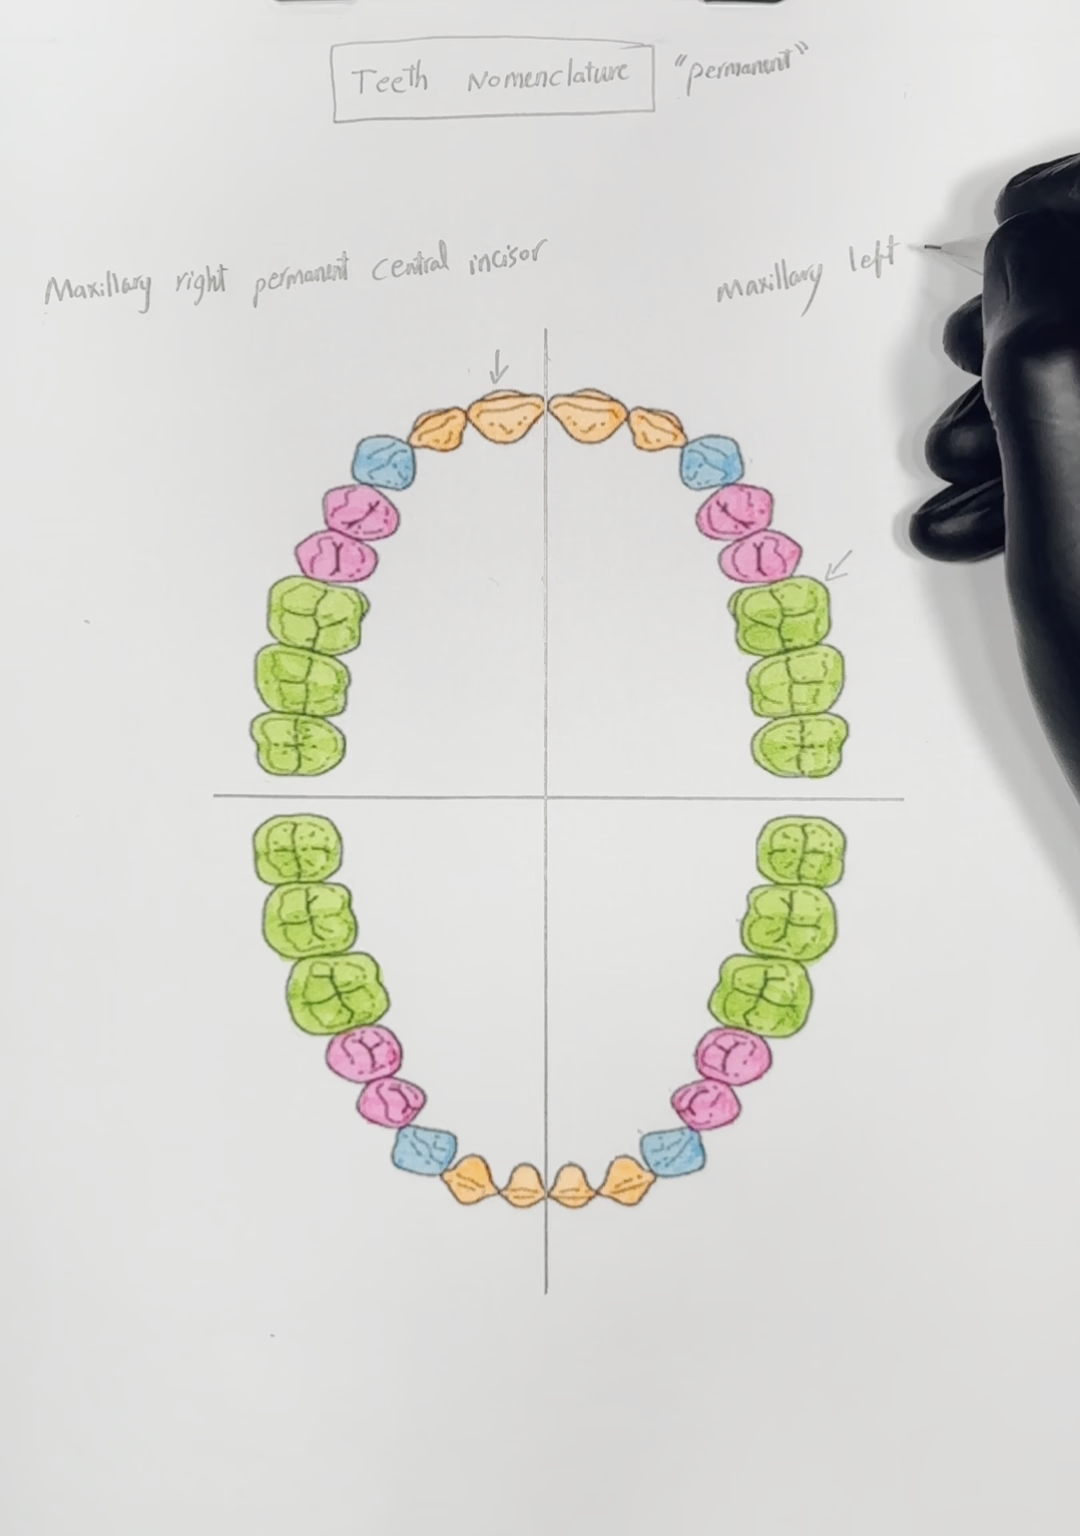 Teeth Nomenclature "permanent"
Maxillary right permanent central incisor
Maxillary left